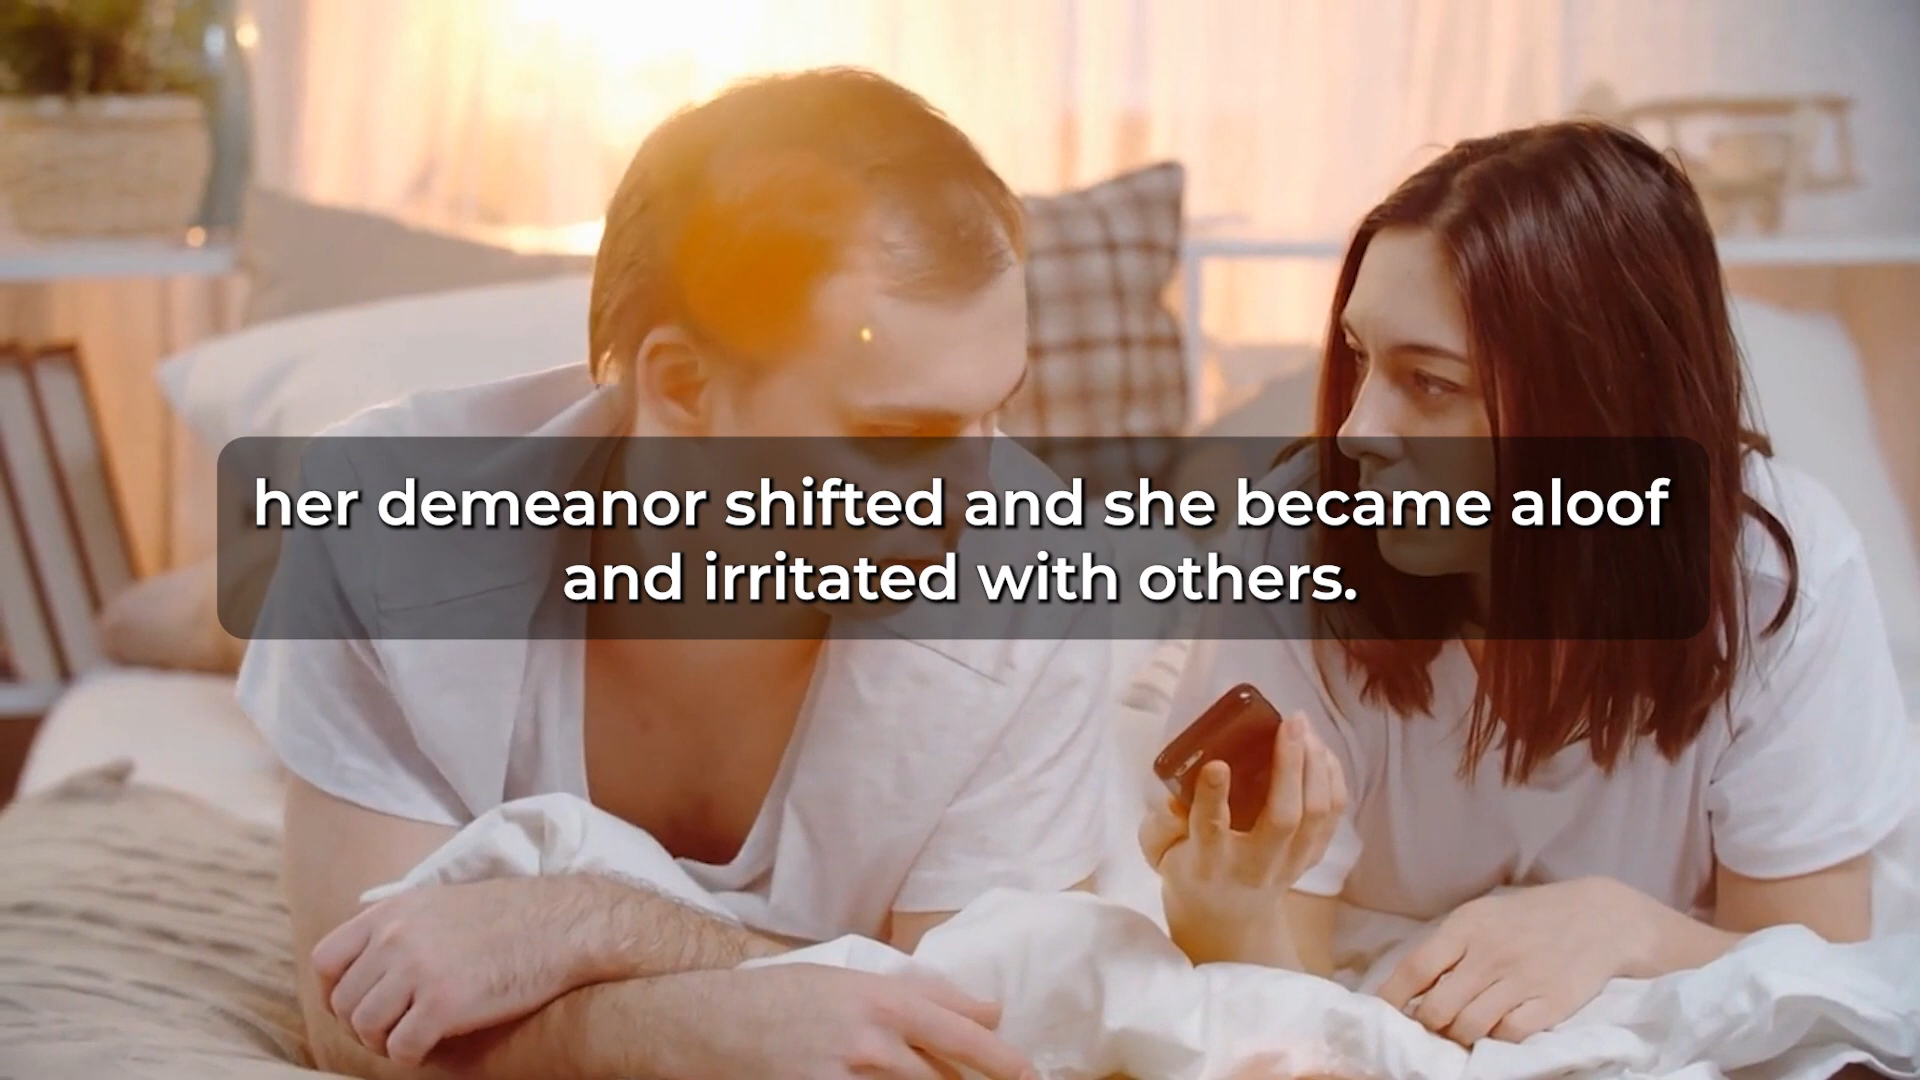 her demeanor shifted and she became aloof
and irritated with others.